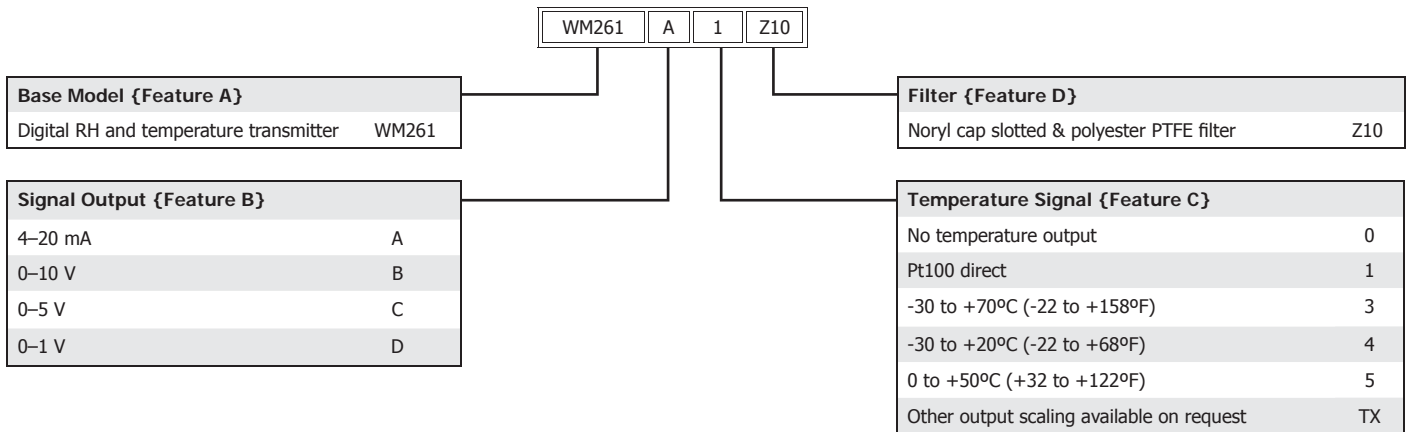 WM261 A 1 Z10
Base Model {Feature A}
Digital RH and temperature transmitter WM261
Signal Output {Feature B}
4–20 mA A
0–10 V B
0–5 V C
0–1 V D
Filter {Feature D}
Noryl cap slotted & polyester PTFE filter Z10
Temperature Signal {Feature C}
No temperature output 0
Pt100 direct 1
-30 to +70ºC (-22 to +158ºF) 3
-30 to +20ºC (-22 to +68ºF) 4
0 to +50ºC (+32 to +122ºF) 5
Other output scaling available on request TX